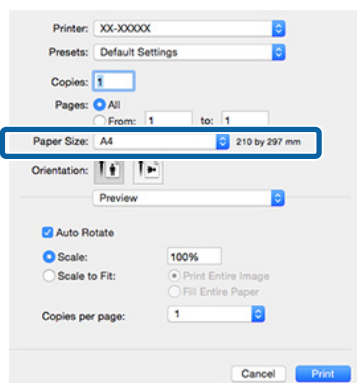 Printer: XX-XXXXX
Presets: Default Settings
Copies: 1
Pages: All
From: 1 to: 1
Paper Size: A4 210 by 297 mm
Orientation:
Preview
Auto Rotate
Scale: 100%
Scale to Fit: Print Entire Image
Fill Entire Paper
Copies per page: 1
Cancel Print